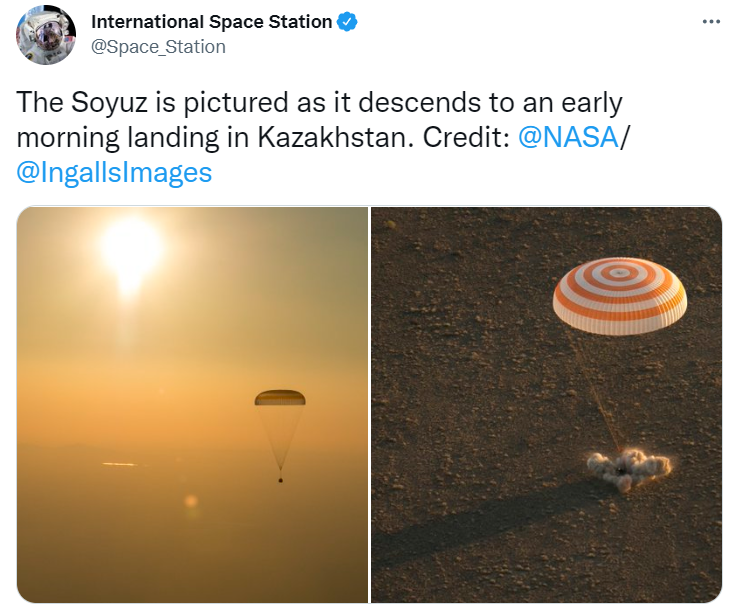 International Space Station
@Space_Station
The Soyuz is pictured as it descends to an early
morning landing in Kazakhstan. Credit: @NASA/
@IngallsImages